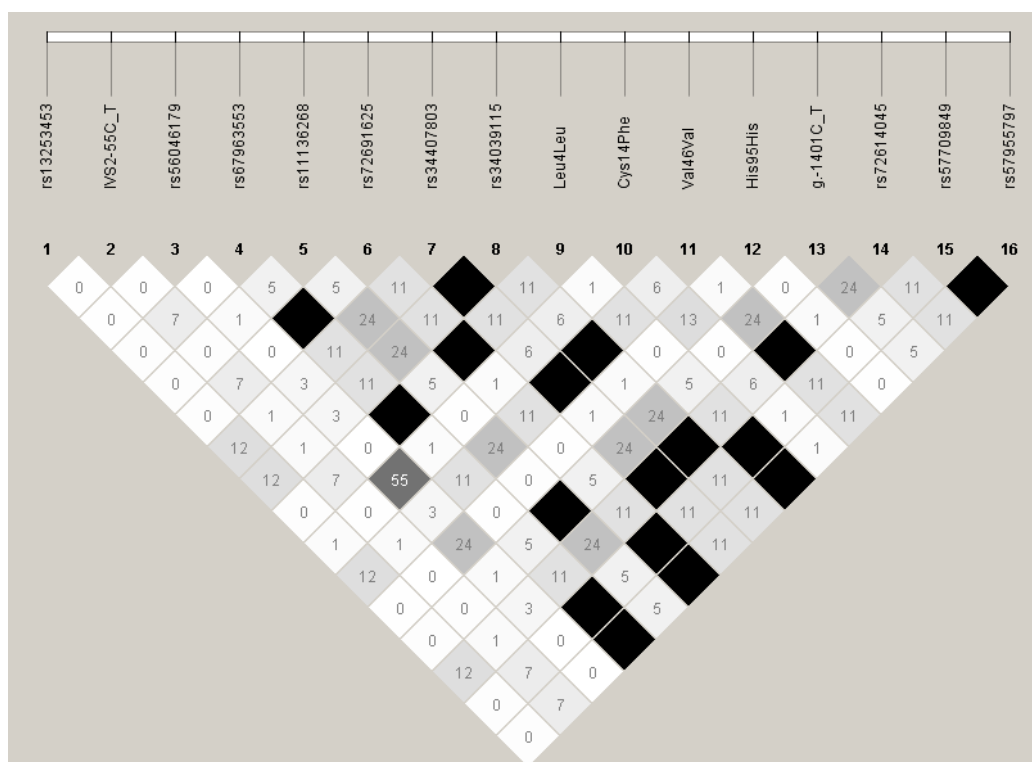 rs13253453
IVS2-55C_T
rs56046179
rs67963553
rs11136268
rs72691625
rs34407803
rs34039115
Leu4Leu
Cys14Phe
Val46Val
His95His
g.-1401C_T
rs72614045
rs57709849
rs57955797
1 2 3 4 5 6 7 8 9 10 11 12 13 14 15 16
0 0 0 5 5 11 11 1 6 1 0 24 11
0 7 1 24 11 11 6 11 13 24 1 5 11
0 0 0 11 24 6 0 0 0 5
0 7 3 11 5 1 1 5 6 11 0
0 1 3 0 11 1 24 11 1 11
12 1 0 1 24 0 24 1
12 7 55 11 0 5 11
0 0 3 0 11 11 11
1 1 24 5 24 11
12 0 1 11 5
0 0 3 5
0 1 0
12 7 0
0 7
0